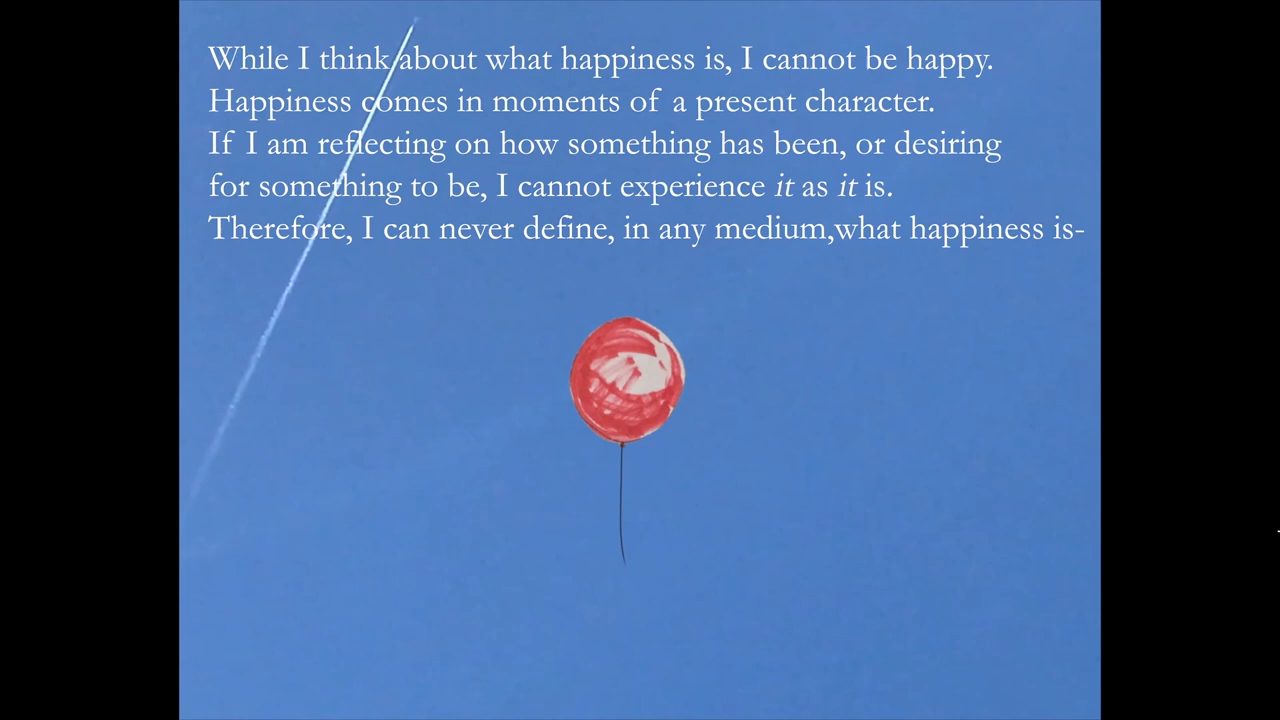 While I think about what happiness is, I cannot be happy.
Happiness comes in moments of a present character.
If I am reflecting on how something has been, or desiring
for something to be, I cannot experience it as it is.
Therefore, I can never define, in any medium,what happiness is-